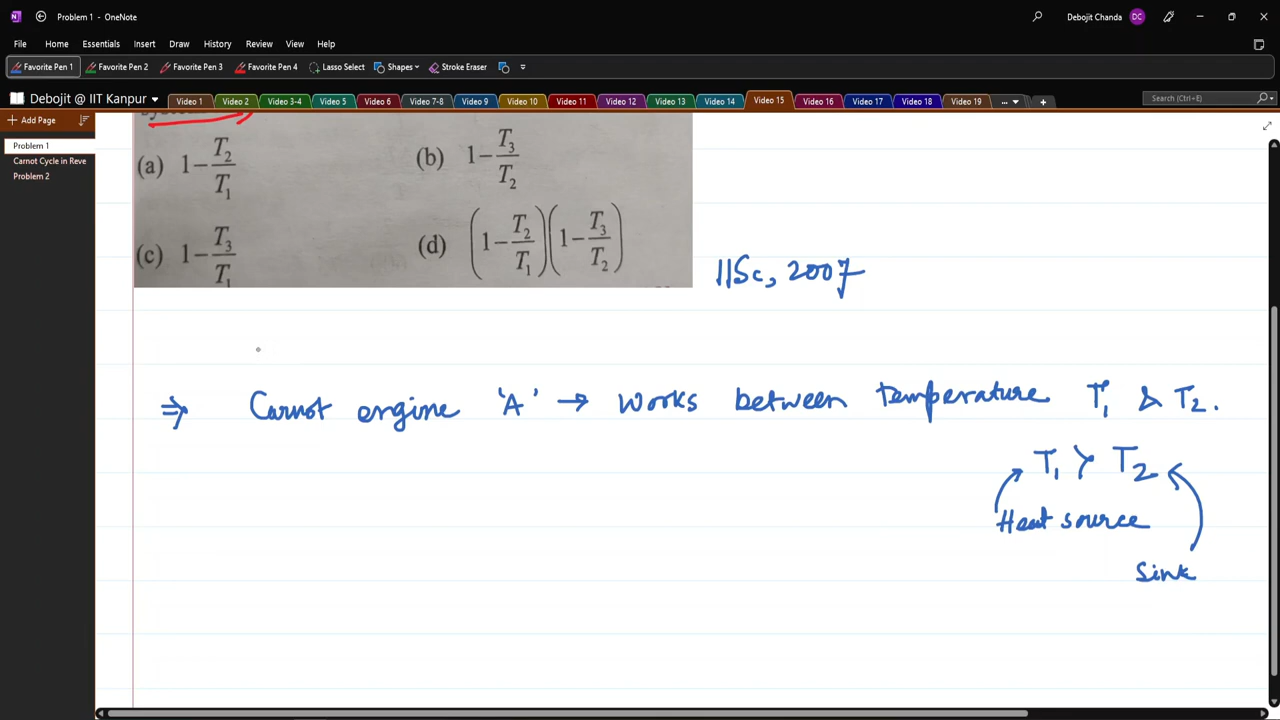 Problem 1 - OneNote
Debojit Chanda DC
File Home Essentials Insert Draw History Review View Help
Favorite Pen 1 Favorite Pen 2 Favorite Pen 3 Favorite Pen 4 Lasso Select Shapes Stroke Eraser
Debojit @ IIT Kanpur Video 1 Video 2 Video 3-4 Video 5 Video 6 Video 7-8 Video 9 Video 10 Video 11 Video 12 Video 13 Video 14 Video 15 Video 16 Video 17 Video 18 Video 19 ... + Search (Ctrl+E)
+ Add Page
Problem 1
Carnot Cycle in Reve
Problem 2
(a) 1 - T₂/T₁ (b) 1 - T₃/T₂
(c) 1 - T₃/T₁ (d) (1 - T₂/T₁)(1 - T₃/T₂)
IISc, 2007
⇒ Carnot engine 'A' → Works between temperature T₁ & T₂.
T₁ > T₂
Heat source
Sink